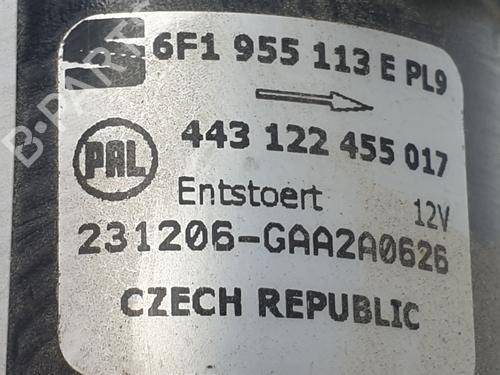 6F1 955 113 E PL9
PAL
443 122 455 017
Entstoert 12V
231206-GAA2A0626
CZECH REPUBLIC
B-PARTS